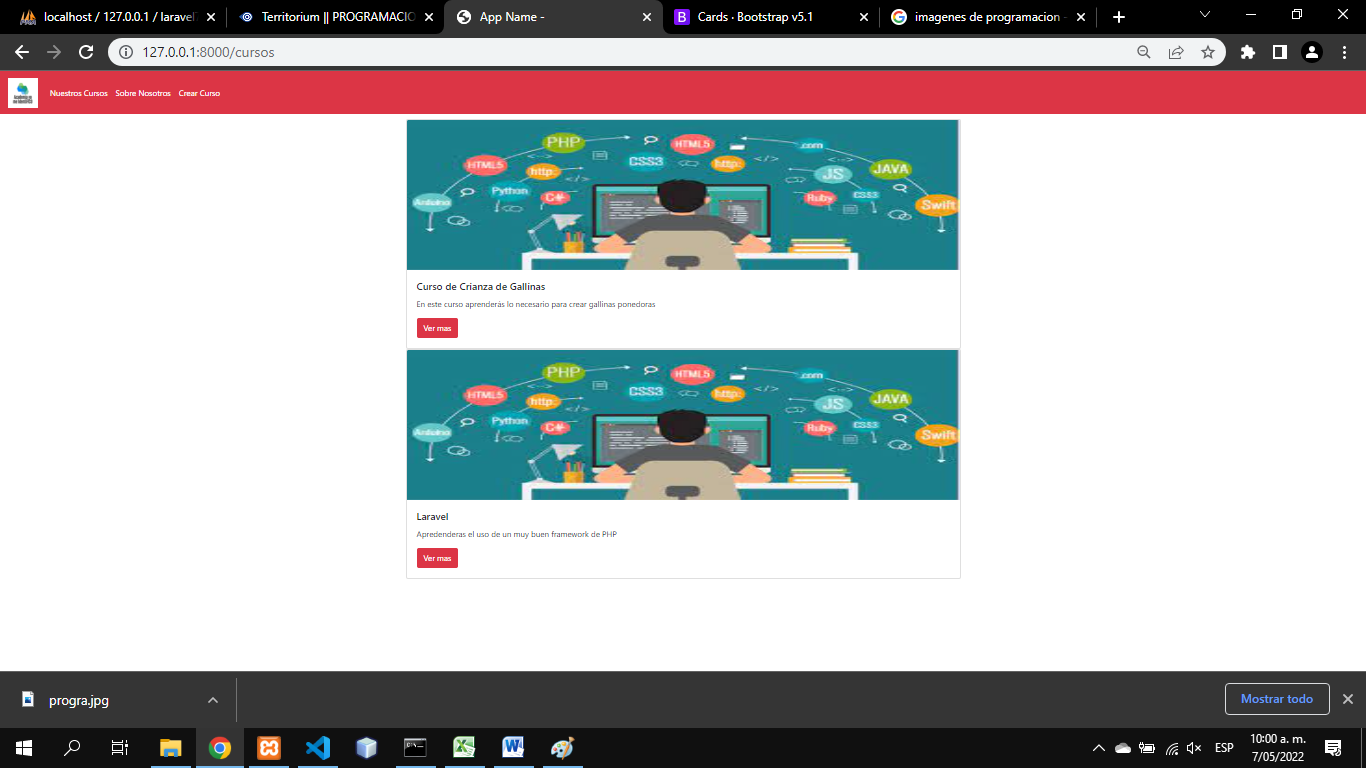 localhost / 127.0.0.1 / laravel
Territorium || PROGRAMACIO
App Name -
Cards · Bootstrap v5.1
imagenes de programacion -
127.0.0.1:8000/cursos
Nuestros Cursos Sobre Nosotros Crear Curso
PHP
HTML5
.com
HTML5
CSS3
http:
JAVA
http:
JS
Python
C#
Ruby
CSS3
Arduino
Swift
Curso de Crianza de Gallinas
En este curso aprenderás lo necesario para crear gallinas ponedoras
Ver mas
PHP
HTML5
.com
HTML5
CSS3
http:
JAVA
http:
JS
Python
C#
Ruby
CSS3
Arduino
Swift
Laravel
Apredenderas el uso de un muy buen framework de PHP
Ver mas
progra.jpg
Mostrar todo
ESP
10:00 a. m.
7/05/2022